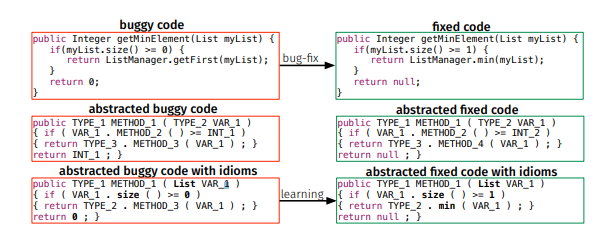 buggy code
public Integer getMinElement(List myList) {
if(myList.size() >= 0) {
return ListManager.getFirst(myList);
}
return 0;
}
bug-fix
fixed code
public Integer getMinElement(List myList) {
if(myList.size() >= 1) {
return ListManager.min(myList);
}
return null;
}
abstracted buggy code
public TYPE_1 METHOD_1 ( TYPE_2 VAR_1 )
{ if ( VAR_1 . METHOD_2 ( ) >= INT_1 )
{ return TYPE_3 . METHOD_3 ( VAR_1 ) ; }
return INT_1 ; }
abstracted fixed code
public TYPE_1 METHOD_1 ( TYPE_2 VAR_1 )
{ if ( VAR_1 . METHOD_2 ( ) >= INT_2 )
{ return TYPE_3 . METHOD_4 ( VAR_1 ) ; }
return null ; }
abstracted buggy code with idioms
public TYPE_1 METHOD_1 ( List VAR_1 )
{ if ( VAR_1 . size ( ) >= 0 )
{ return TYPE_2 . METHOD_3 ( VAR_1 ) ; }
return 0 ; }
learning
abstracted fixed code with idioms
public TYPE_1 METHOD_1 ( List VAR_1 )
{ if ( VAR_1 . size ( ) >= 1 )
{ return TYPE_2 . min ( VAR_1 ) ; }
return null ; }